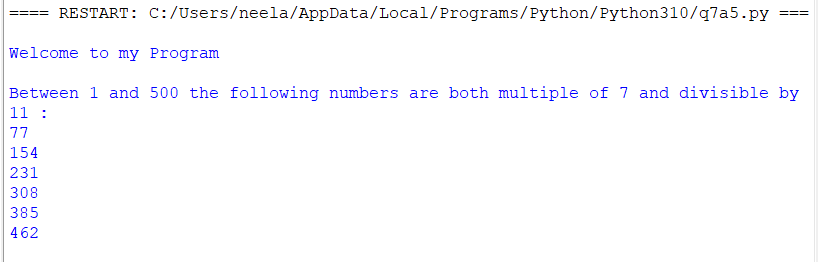 ==== RESTART: C:/Users/neela/AppData/Local/Programs/Python/Python310/q7a5.py ===
Welcome to my Program
Between 1 and 500 the following numbers are both multiple of 7 and divisible by
11 :
77
154
231
308
385
462